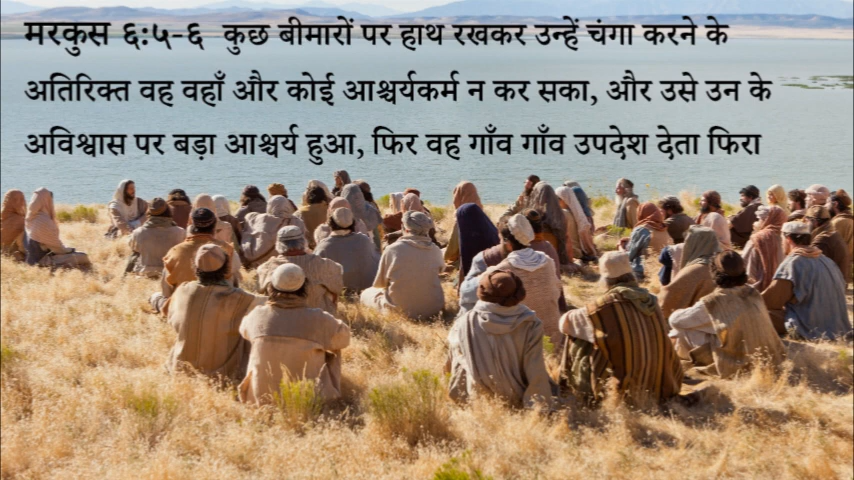 मरकुस ६:५-६ कुछ बीमारों पर हाथ रखकर उन्हें चंगा करने के
अतिरिक्त वह वहाँ और कोई आश्चर्यकर्म न कर सका, और उसे उन के
अविश्वास पर बड़ा आश्चर्य हुआ, फिर वह गाँव गाँव उपदेश देता फिरा